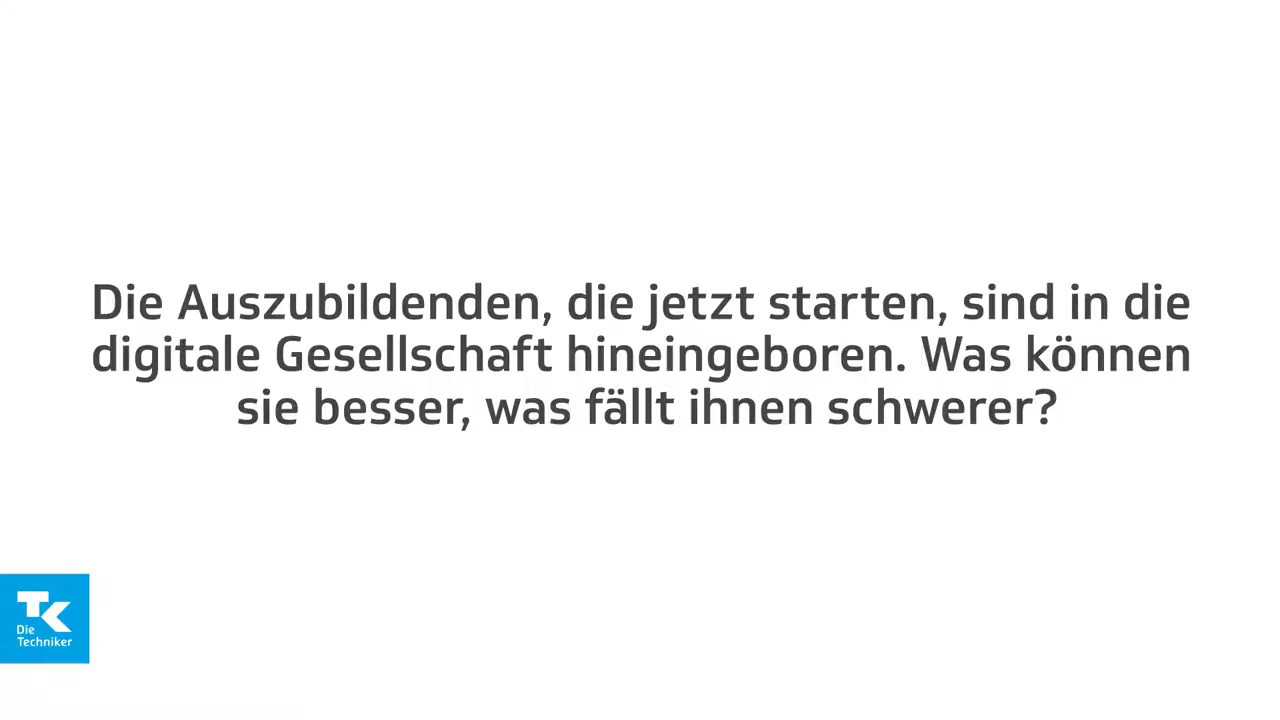 Die Auszubildenden, die jetzt starten, sind in die
digitale Gesellschaft hineingeboren. Was können
sie besser, was fällt ihnen schwerer?
TK
Die
Techniker